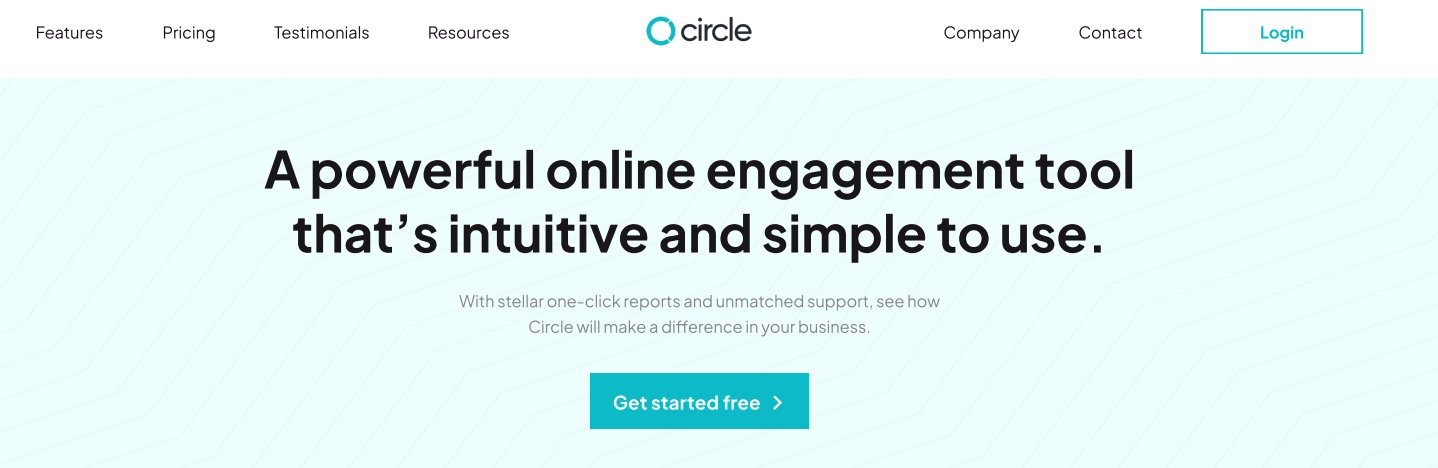 Features Pricing Testimonials Resources circle Company Contact Login
A powerful online engagement tool
that’s intuitive and simple to use.
With stellar one-click reports and unmatched support, see how
Circle will make a difference in your business.
Get started free